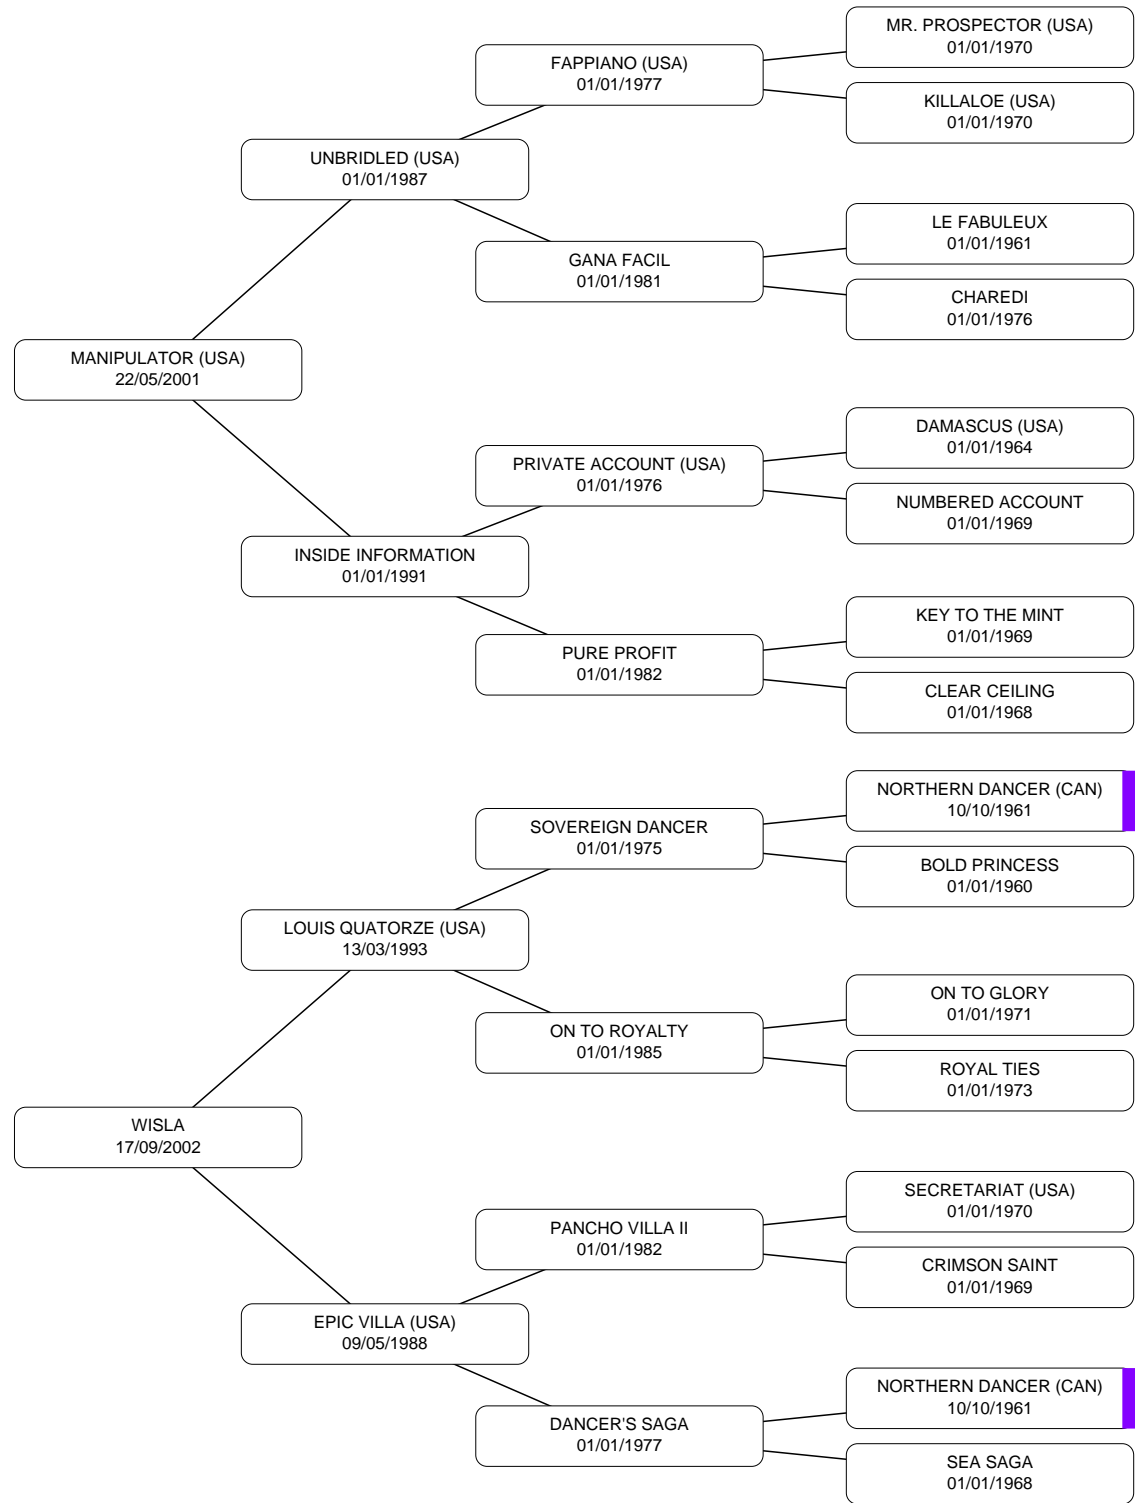 MR. PROSPECTOR (USA)
01/01/1970
FAPPIANO (USA)
01/01/1977
KILLALOE (USA)
01/01/1970
UNBRIDLED (USA)
01/01/1987
LE FABULEUX
01/01/1961
GANA FACIL
01/01/1981
CHAREDI
01/01/1976
MANIPULATOR (USA)
22/05/2001
DAMASCUS (USA)
01/01/1964
PRIVATE ACCOUNT (USA)
01/01/1976
NUMBERED ACCOUNT
01/01/1969
INSIDE INFORMATION
01/01/1991
KEY TO THE MINT
01/01/1969
PURE PROFIT
01/01/1982
CLEAR CEILING
01/01/1968
NORTHERN DANCER (CAN)
10/10/1961
SOVEREIGN DANCER
01/01/1975
BOLD PRINCESS
01/01/1960
LOUIS QUATORZE (USA)
13/03/1993
ON TO GLORY
01/01/1971
ON TO ROYALTY
01/01/1985
ROYAL TIES
01/01/1973
WISLA
17/09/2002
SECRETARIAT (USA)
01/01/1970
PANCHO VILLA II
01/01/1982
CRIMSON SAINT
01/01/1969
EPIC VILLA (USA)
09/05/1988
NORTHERN DANCER (CAN)
10/10/1961
DANCER'S SAGA
01/01/1977
SEA SAGA
01/01/1968